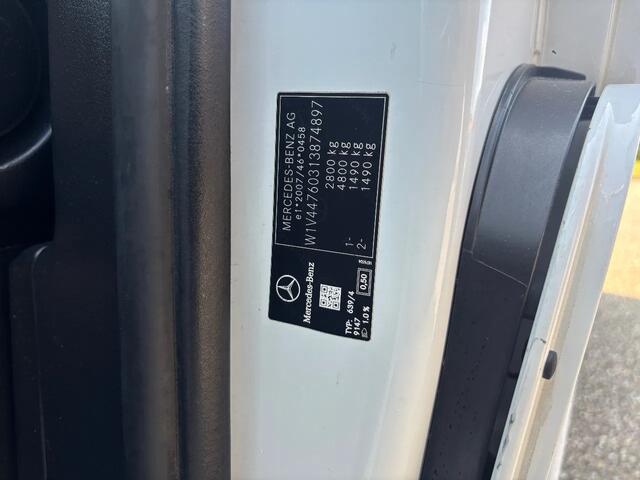 MERCEDES-BENZ AG
e1*2007/46*0458
W1V44760313874897
2800 kg
4800 kg
1- 1490 kg
2- 1490 kg
Mercedes-Benz
TYP: 639/4
9147
0,50
1.0 %